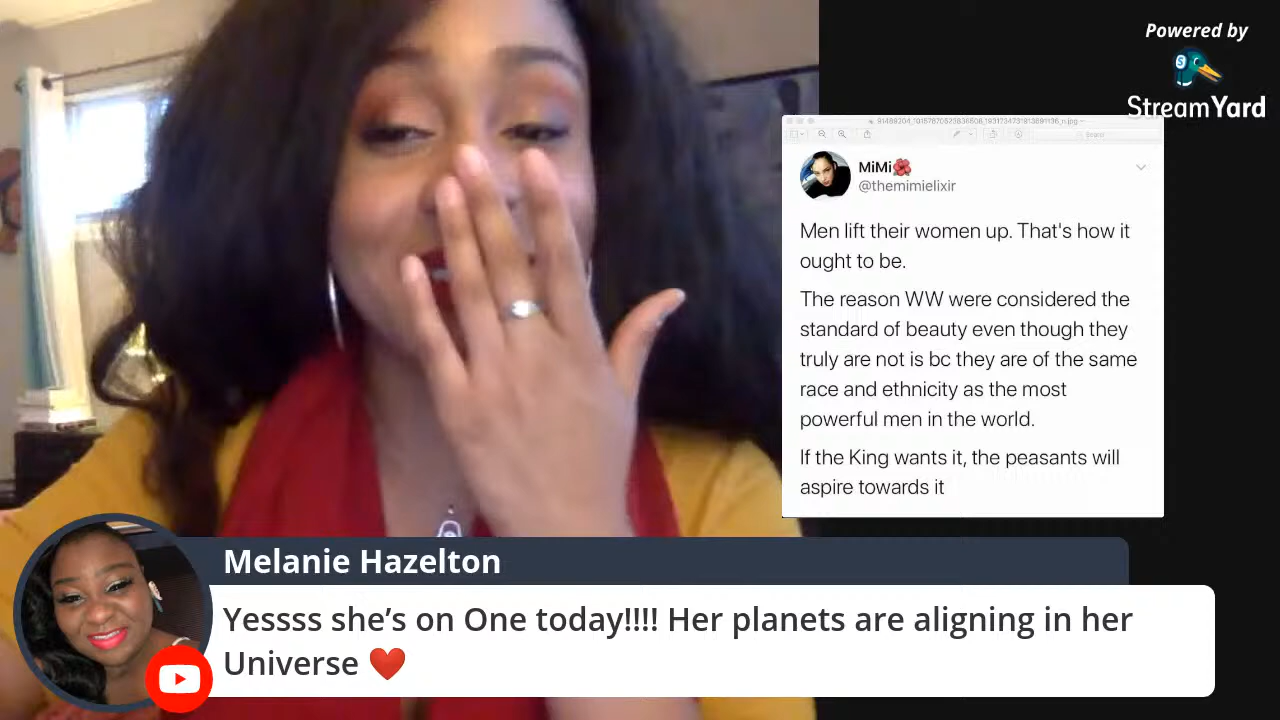 Powered by
StreamYard
MiMi
@themimielixir
Men lift their women up. That's how it
ought to be.
The reason WW were considered the
standard of beauty even though they
truly are not is bc they are of the same
race and ethnicity as the most
powerful men in the world.
If the King wants it, the peasants will
aspire towards it
Melanie Hazelton
Yessss she's on One today!!!! Her planets are aligning in her
Universe ❤️